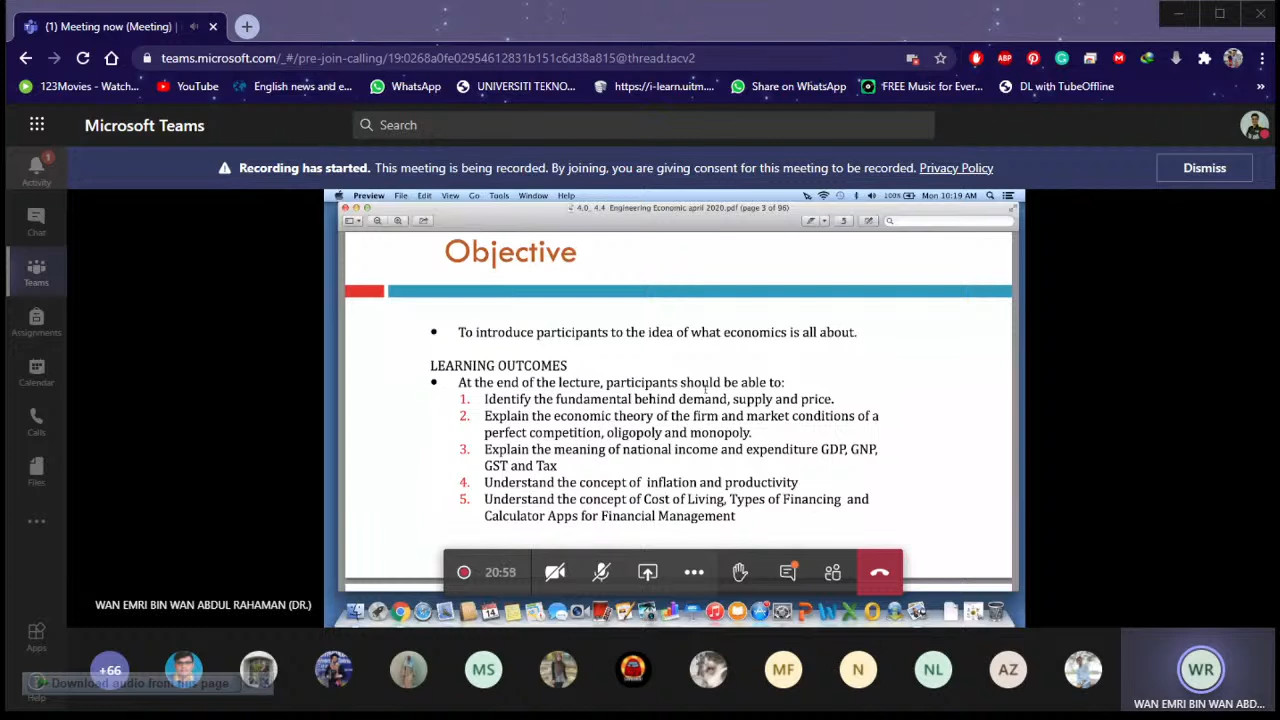 (1) Meeting now (Meeting) |
teams.microsoft.com/_#/pre-join-calling/19:0268a0fe02954612831b151c6d38a815@thread.tacv2
ABP
123Movies - Watch...
YouTube
English news and e...
WhatsApp
UNIVERSITI TEKNO...
https://i-learn.uitm....
Share on WhatsApp
FREE Music for Ever...
DL with TubeOffline
Microsoft Teams
Search
Activity
1
Chat
Teams
Assignments
Calendar
Calls
Files
Apps
Help
Recording has started. This meeting is being recorded. By joining, you are giving consent for this meeting to be recorded. Privacy Policy
Dismiss
Preview File Edit View Go Tools Window Help
100% Mon 10:19 AM
4.0_ 4.4 Engineering Economic april 2020.pdf (page 3 of 96)
3
Objective
• To introduce participants to the idea of what economics is all about.
LEARNING OUTCOMES
• At the end of the lecture, participants should be able to:
1. Identify the fundamental behind demand, supply and price.
2. Explain the economic theory of the firm and market conditions of a
perfect competition, oligopoly and monopoly.
3. Explain the meaning of national income and expenditure GDP, GNP,
GST and Tax
4. Understand the concept of inflation and productivity
5. Understand the concept of Cost of Living, Types of Financing and
Calculator Apps for Financial Management
20:53
14
WAN EMRI BIN WAN ABDUL RAHAMAN (DR.)
+66
MS
MF
N
NL
AZ
WR
Download audio from this page
WAN EMRI BIN WAN ABD...